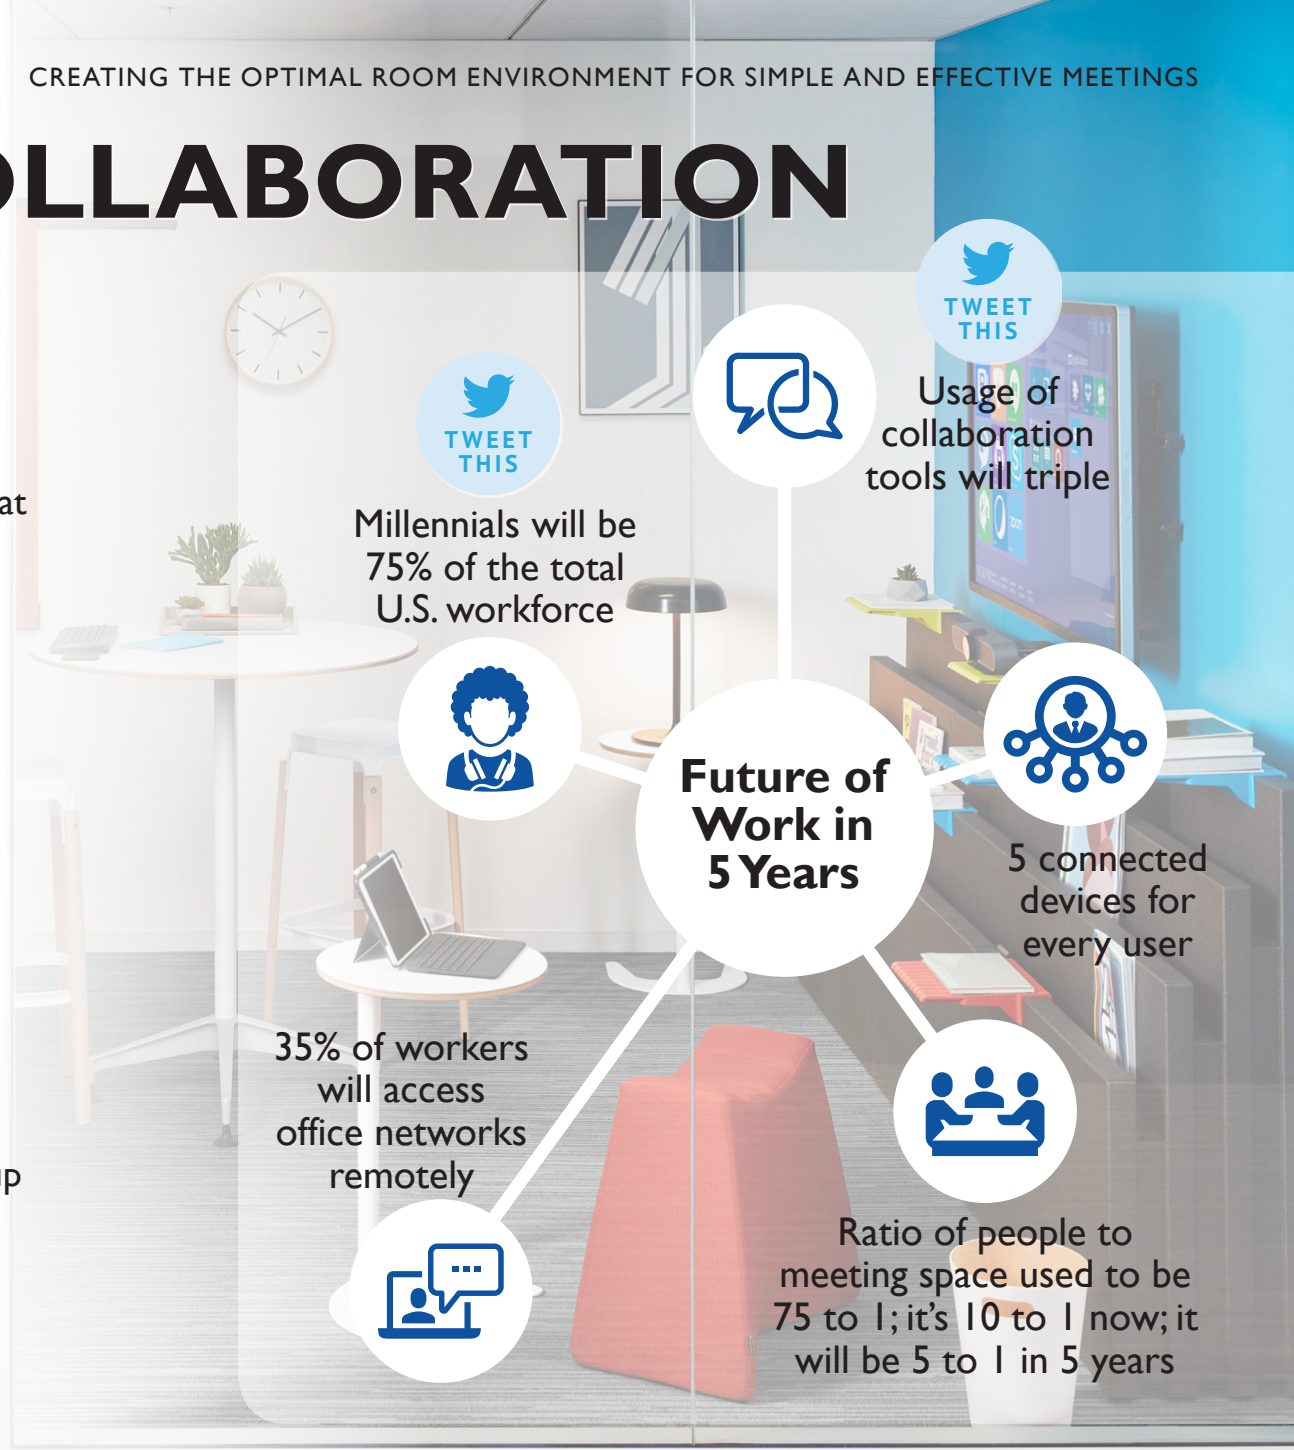 CREATING THE OPTIMAL ROOM ENVIRONMENT FOR SIMPLE AND EFFECTIVE MEETINGS
OLLABORATION
TWEET
THIS
Usage of
collaboration
tools will triple
TWEET
THIS
Millennials will be
75% of the total
U.S. workforce
at
Future of
Work in
5 Years
5 connected
devices for
every user
35% of workers
will access
office networks
remotely
up
Ratio of people to
meeting space used to be
75 to 1; it's 10 to 1 now; it
will be 5 to 1 in 5 years
zoom